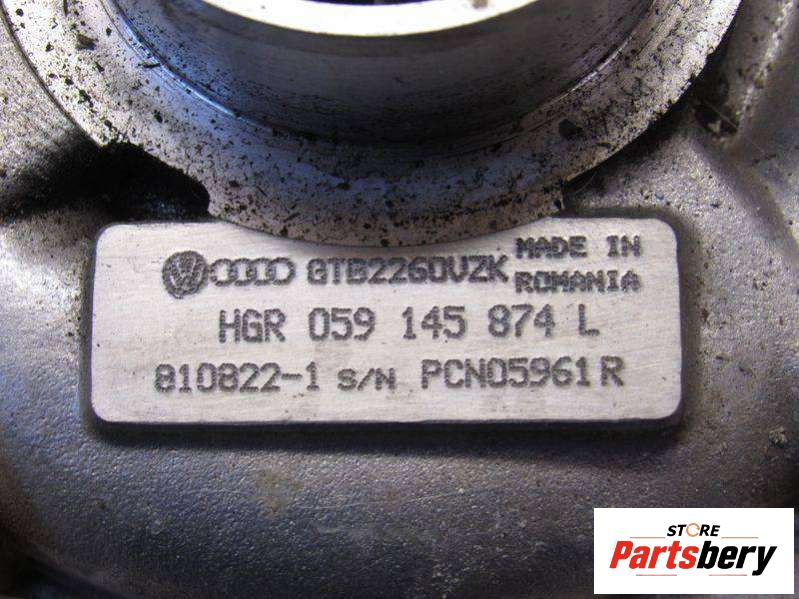 GTB2260VZK MADE IN
ROMANIA
HGR 059 145 874 L
810822-1 S/N PCN05961R
STORE
Partsbery